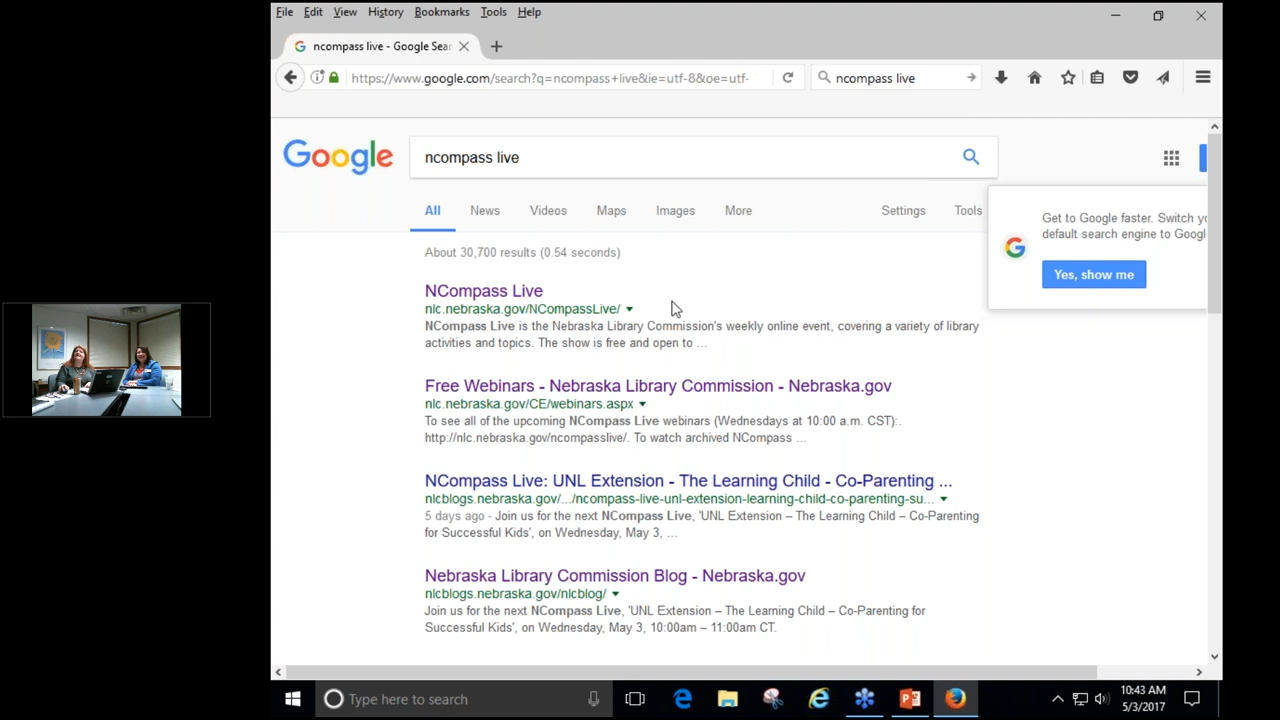 File Edit View History Bookmarks Tools Help
ncompass live - Google Sear
https://www.google.com/search?q=ncompass+live&ie=utf-8&oe=utf-
ncompass live
Google
ncompass live
All News Videos Maps Images More Settings Tools
About 30,700 results (0.54 seconds)
Get to Google faster. Switch yo
default search engine to Googl
Yes, show me
NCompass Live
nlc.nebraska.gov/NCompassLive/
NCompass Live is the Nebraska Library Commission's weekly online event, covering a variety of library
activities and topics. The show is free and open to ...
Free Webinars - Nebraska Library Commission - Nebraska.gov
nlc.nebraska.gov/CE/webinars.aspx
To see all of the upcoming NCompass Live webinars (Wednesdays at 10:00 a.m. CST):.
http://nlc.nebraska.gov/ncompasslive/. To watch archived NCompass ...
NCompass Live: UNL Extension - The Learning Child - Co-Parenting ...
nlcblogs.nebraska.gov/.../ncompass-live-unl-extension-learning-child-co-parenting-su...
5 days ago - Join us for the next NCompass Live, 'UNL Extension – The Learning Child – Co-Parenting
for Successful Kids', on Wednesday, May 3, ...
Nebraska Library Commission Blog - Nebraska.gov
nlcblogs.nebraska.gov/nlcblog/
Join us for the next NCompass Live, 'UNL Extension – The Learning Child – Co-Parenting for
Successful Kids', on Wednesday, May 3, 10:00am – 11:00am CT.
Type here to search
10:43 AM
5/3/2017